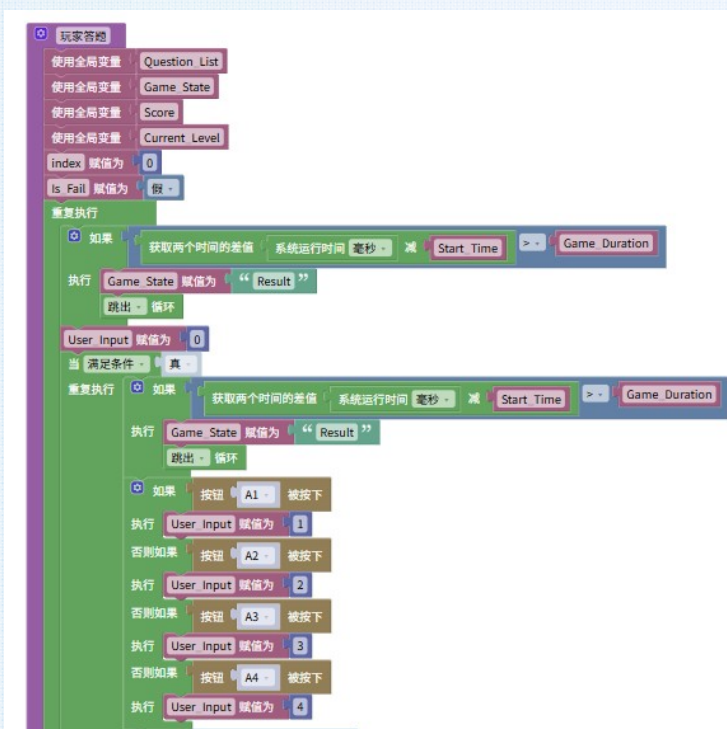 玩家答题
使用全局变量 Question_List
使用全局变量 Game_State
使用全局变量 Score
使用全局变量 Current_Level
index 赋值为 0
Is_Fail 赋值为 假
重复执行
如果 获取两个时间的差值 系统运行时间 毫秒 减 Start_Time > Game_Duration
执行 Game_State 赋值为 “ Result ”
跳出 循环
User_Input 赋值为 0
当 满足条件 真
重复执行 如果 获取两个时间的差值 系统运行时间 毫秒 减 Start_Time > Game_Duration
执行 Game_State 赋值为 “ Result ”
跳出 循环
如果 按钮 A1 被按下
执行 User_Input 赋值为 1
否则如果 按钮 A2 被按下
执行 User_Input 赋值为 2
否则如果 按钮 A3 被按下
执行 User_Input 赋值为 3
否则如果 按钮 A4 被按下
执行 User_Input 赋值为 4